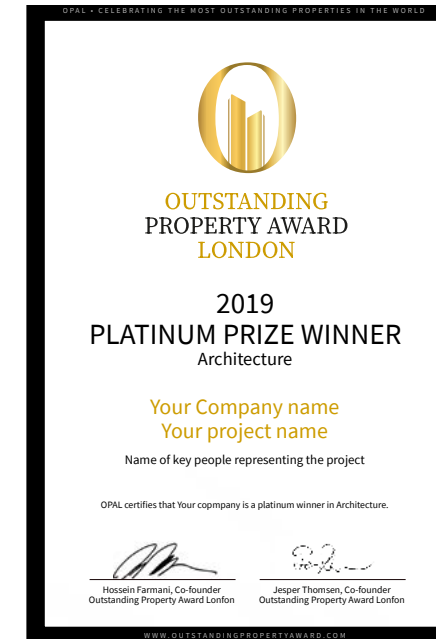 OPAL • CELEBRATING THE MOST OUTSTANDING PROPERTIES IN THE WORLD
OUTSTANDING
PROPERTY AWARD
LONDON
2019
PLATINUM PRIZE WINNER
Architecture
Your Company name
Your project name
Name of key people representing the project
OPAL certifies that Your copmpany is a platinum winner in Architecture.
Hossein Farmani, Co-founder
Outstanding Property Award Lonfon
Jesper Thomsen, Co-founder
Outstanding Property Award Lonfon
WWW.OUTSTANDINGPROPERTYAWARD.COM